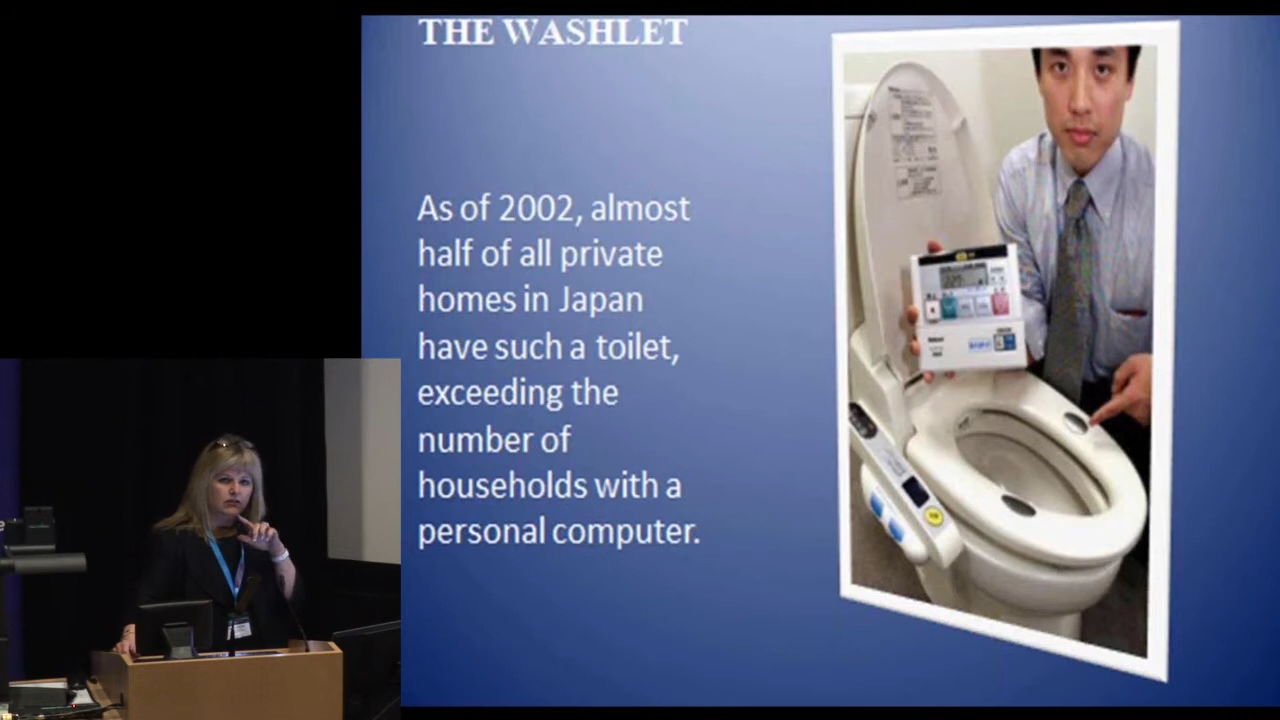 THE WASHLET
As of 2002, almost
half of all private
homes in Japan
have such a toilet,
exceeding the
number of
households with a
personal computer.